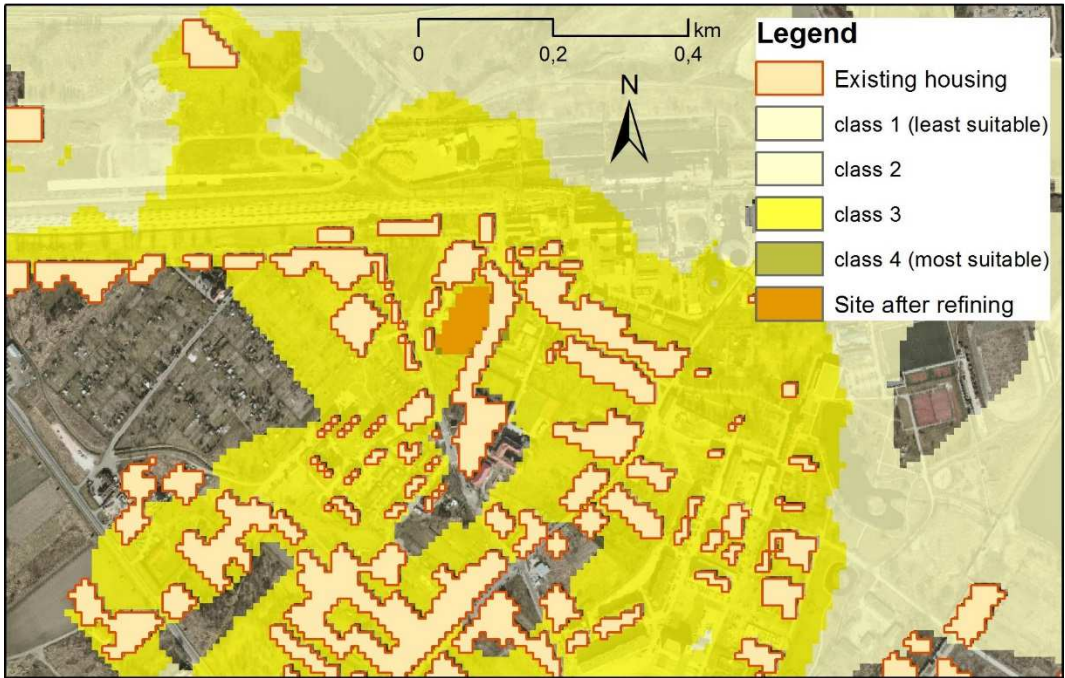 0
0,2
0,4
km
N
Legend
Existing housing
class 1 (least suitable)
class 2
class 3
class 4 (most suitable)
Site after refining